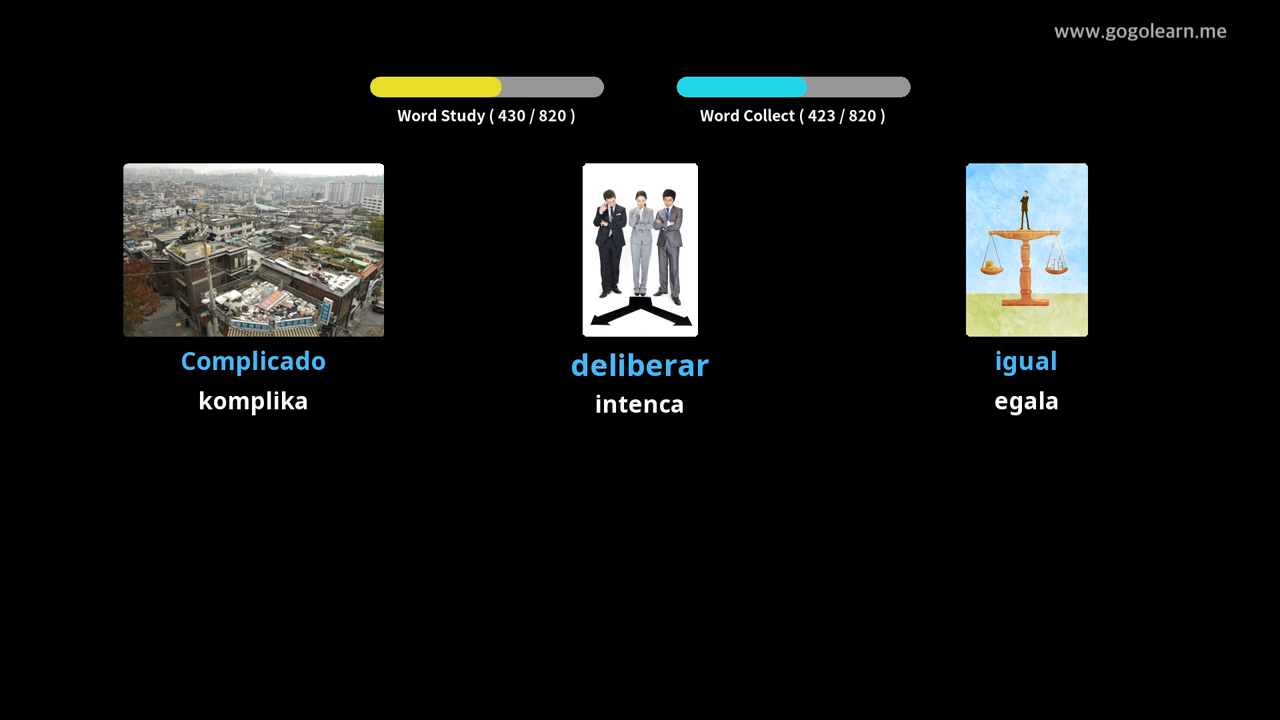 www.gogolearn.me
Word Study ( 430 / 820 )
Word Collect ( 423 / 820 )
Complicado
komplika
deliberar
intenca
igual
egala